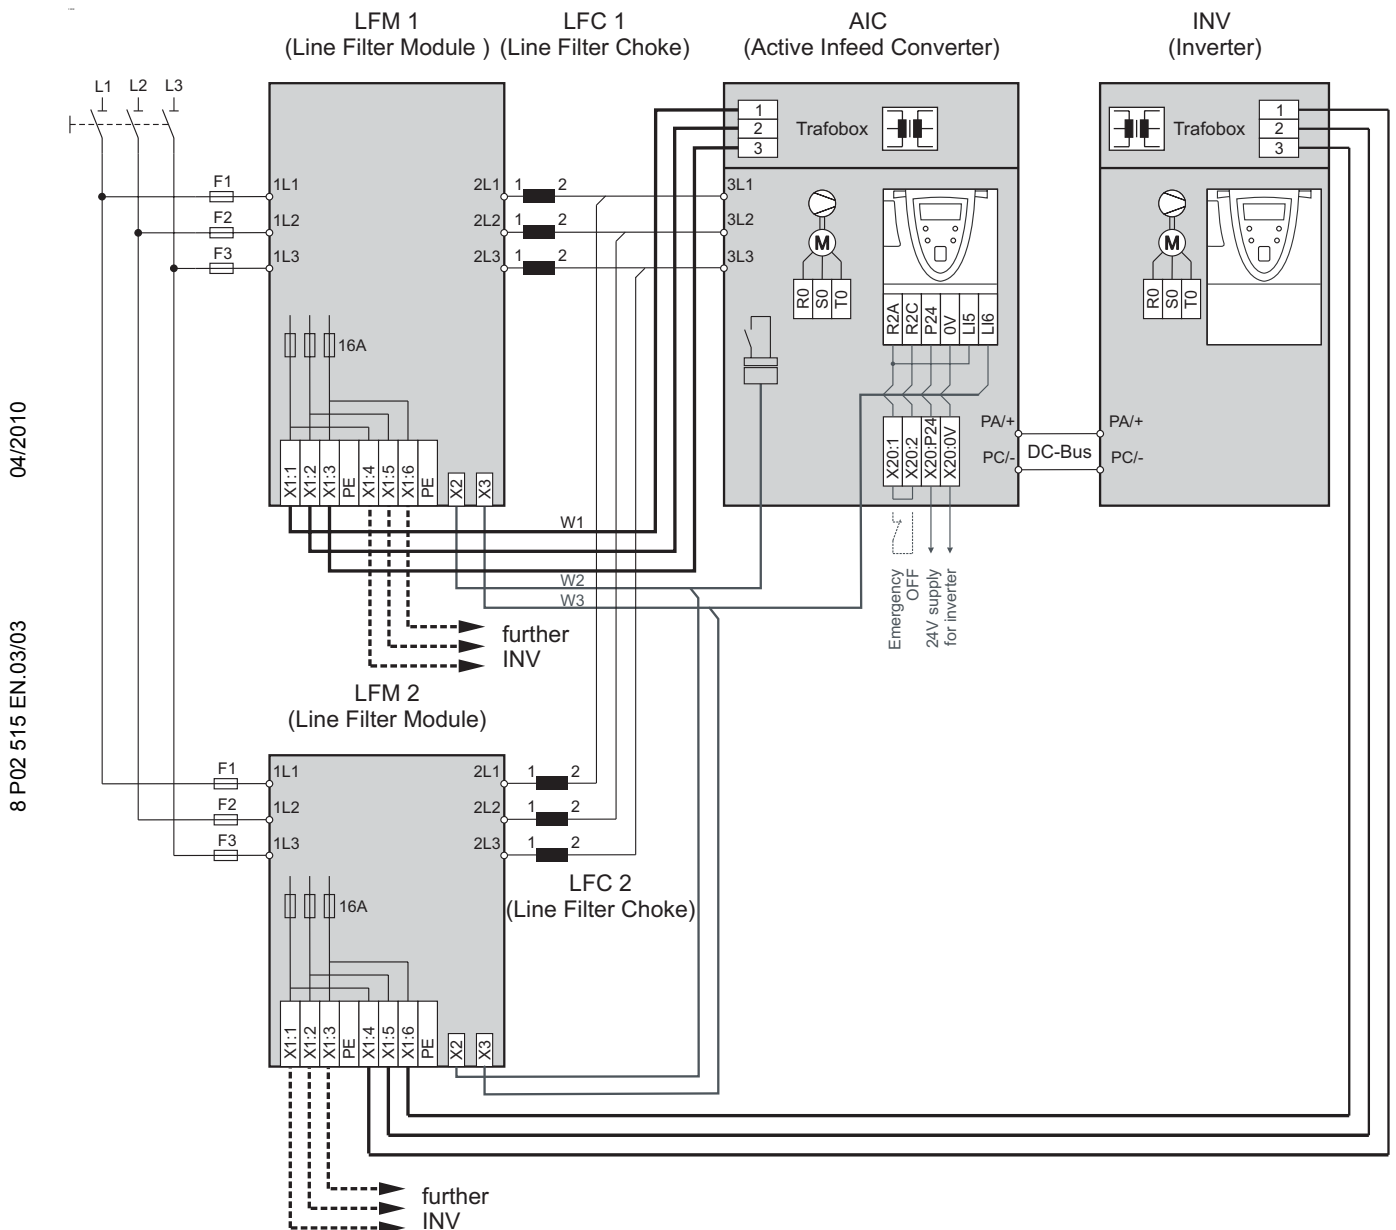 LFM 1
(Line Filter Module )
LFC 1
(Line Filter Choke)
AIC
(Active Infeed Converter)
INV
(Inverter)
L1 L2 L3
1
2
3
Trafobox
Trafobox
1
2
3
F1
1L1
2L1
1
2
3L1
F2
1L2
2L2
1
2
3L2
F3
1L3
2L3
1
2
3L3
M
R0
S0
T0
R2A
R2C
P24
0V
LI5
LI6
M
R0
S0
T0
16A
04/2010
X1:1
X1:2
X1:3
PE
X1:4
X1:5
X1:6
PE
X2
X3
X20:1
X20:2
X20:P24
X20:0V
PA/+
PC/-
DC-Bus
PA/+
PC/-
W1
W2
W3
Emergency
OFF
24V supply
for inverter
further
INV
8 P02 515 EN.03/03
LFM 2
(Line Filter Module)
F1
1L1
2L1
1
2
F2
1L2
2L2
1
2
F3
1L3
2L3
1
2
LFC 2
(Line Filter Choke)
16A
X1:1
X1:2
X1:3
PE
X1:4
X1:5
X1:6
PE
X2
X3
further
INV